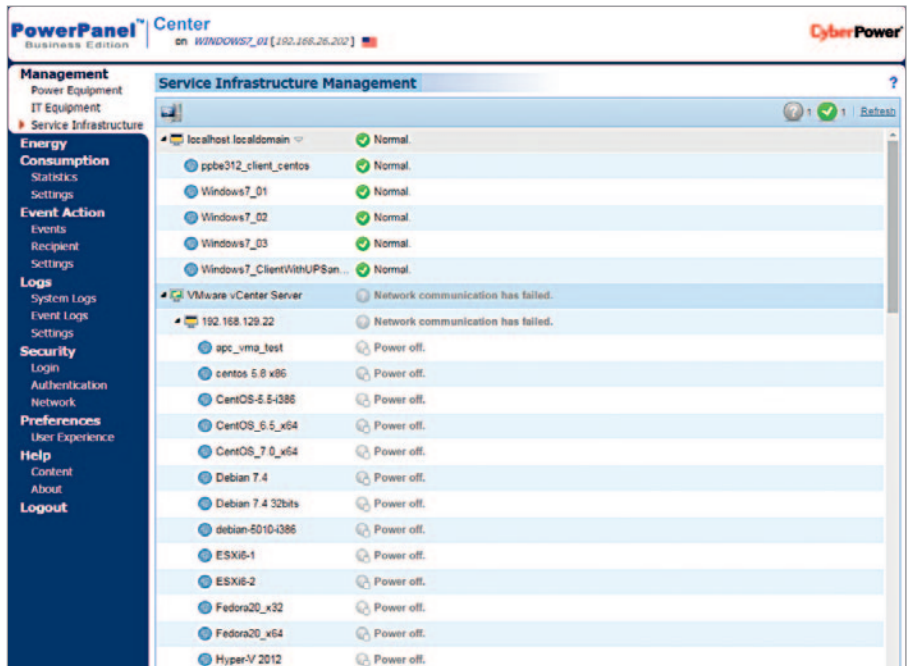 PowerPanel™ Business Edition
Center
on WINDOWS7_01[192.168.26.202]
CyberPower
Management
Power Equipment
IT Equipment
Service Infrastructure
Energy
Consumption
Statistics
Settings
Event Action
Events
Recipient
Settings
Logs
System Logs
Event Logs
Settings
Security
Login
Authentication
Network
Preferences
User Experience
Help
Content
About
Logout
Service Infrastructure Management ?
1 1 Refresh
localhost.localdomain Normal.
ppbe312_client_centos Normal.
Windows7_01 Normal.
Windows7_02 Normal.
Windows7_03 Normal.
Windows7_ClientWithUPSan... Normal.
VMware vCenter Server Network communication has failed.
192.168.129.22 Network communication has failed.
apc_vma_test Power off.
centos 5.8 x86 Power off.
CentOS-5.5-i386 Power off.
CentOS_6.5_x64 Power off.
CentOS_7.0_x64 Power off.
Debian 7.4 Power off.
Debian 7.4 32bits Power off.
debian-5010-i386 Power off.
ESXi6-1 Power off.
ESXi6-2 Power off.
Fedora20_x32 Power off.
Fedora20_x64 Power off.
Hyper-V 2012 Power off.